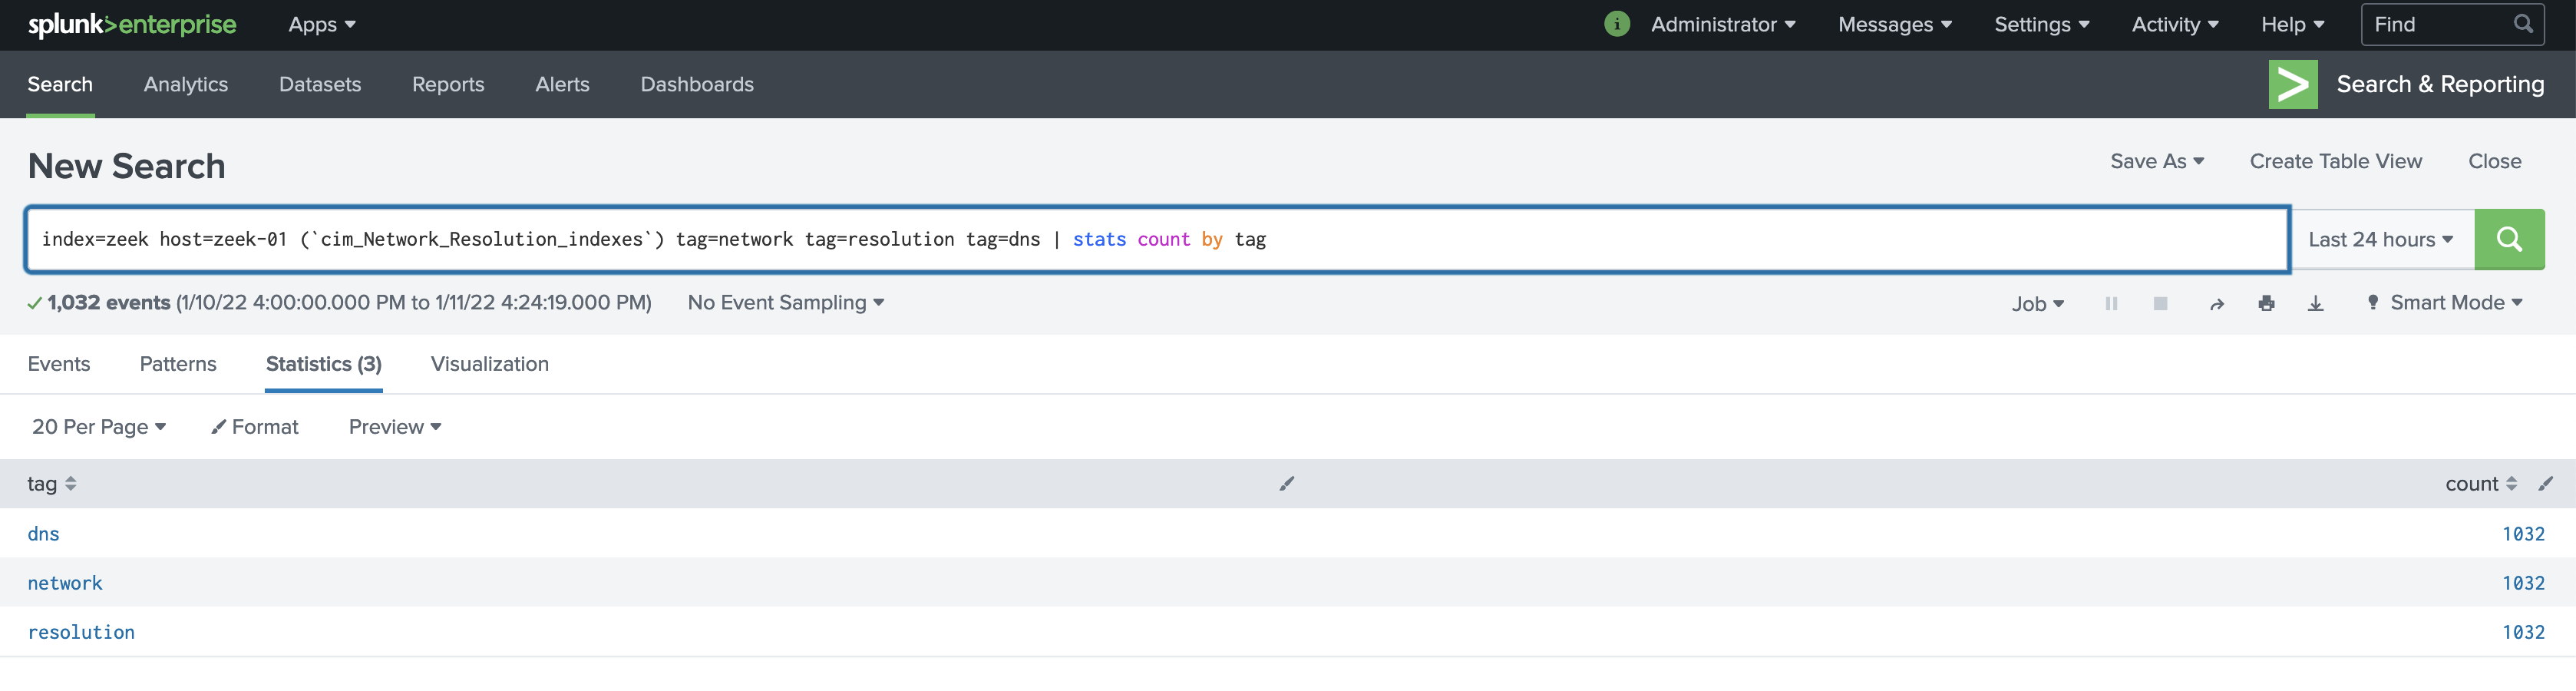 splunk>enterprise Apps Administrator Messages Settings Activity Help Find
Search Analytics Datasets Reports Alerts Dashboards Search & Reporting
New Search Save As Create Table View Close
index=zeek host=zeek-01 (`cim_Network_Resolution_indexes`) tag=network tag=resolution tag=dns | stats count by tag Last 24 hours
1,032 events (1/10/22 4:00:00.000 PM to 1/11/22 4:24:19.000 PM) No Event Sampling Job Smart Mode
Events Patterns Statistics (3) Visualization
20 Per Page Format Preview
tag count
dns 1032
network 1032
resolution 1032